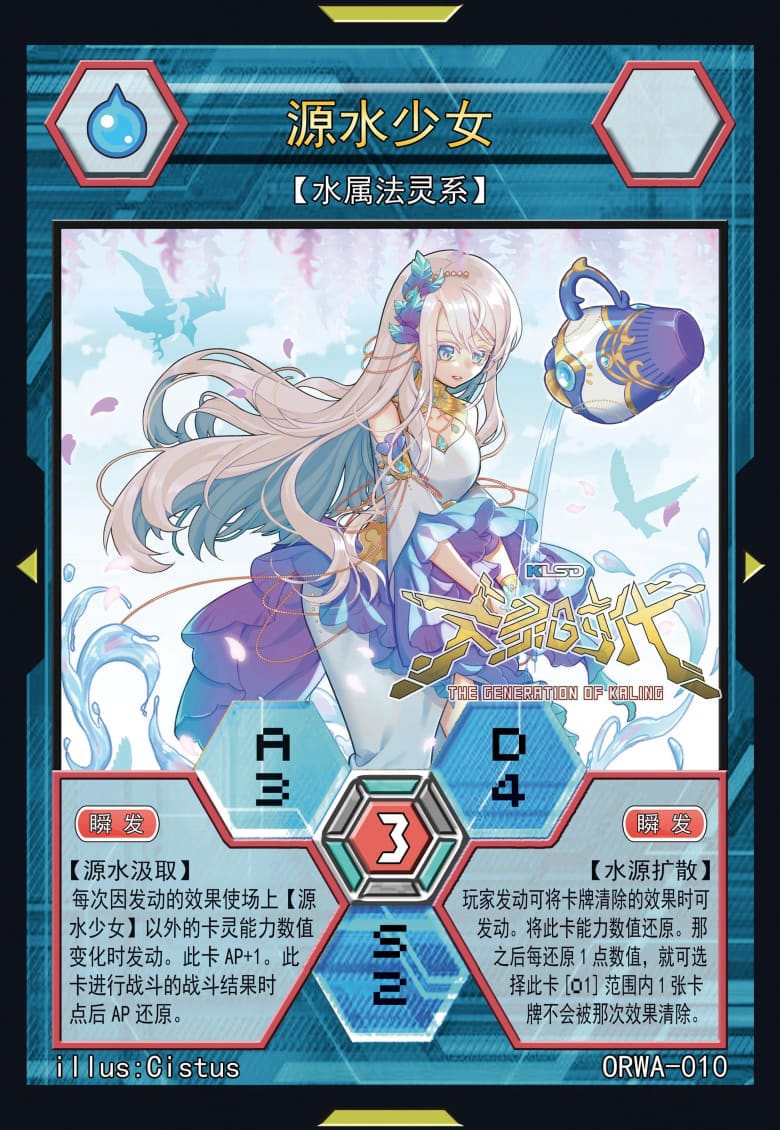 源水少女
【水属法灵系】
KLSD
卡灵时代
THE GENERATION OF KALING
A
3
D
4
3
S
2
瞬 发
【源水汲取】
每次因发动的效果使场上【源
水少女】以外的卡灵能力数值
变化时发动。此卡 AP+1。此
卡进行战斗的战斗结果时
点后 AP 还原。
瞬 发
【水源扩散】
玩家发动可将卡牌清除的效果时可
发动。将此卡能力数值还原。那
之后每还原 1 点数值，就可选
择此卡 [O1] 范围内 1 张卡
牌不会被那次效果清除。
illus:Cistus
ORWA-010